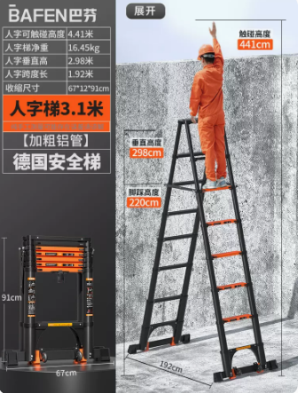 BAFEN巴芬
展开
人字可触碰高度 4.41米
人字梯净重 16.45kg
人字垂直高 2.98米
人字跨度长 1.92米
收缩尺寸 67*12*91cm
人字梯3.1米
【加粗铝管】
德国安全梯
触碰高度
441cm
垂直高度
298cm
脚踩高度
220cm
192cm
91cm
67cm